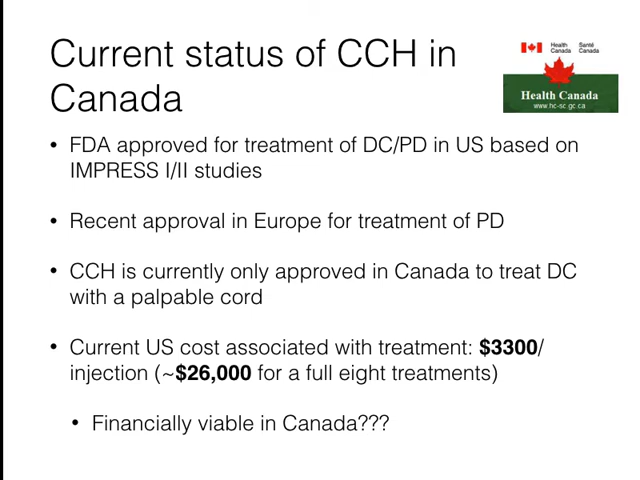 Current status of CCH in
Canada
Health
Canada
Santé
Canada
Health Canada
www.hc-sc.gc.ca
• FDA approved for treatment of DC/PD in US based on
IMPRESS I/II studies
• Recent approval in Europe for treatment of PD
• CCH is currently only approved in Canada to treat DC
with a palpable cord
• Current US cost associated with treatment: $3300/
injection (~$26,000 for a full eight treatments)
• Financially viable in Canada???